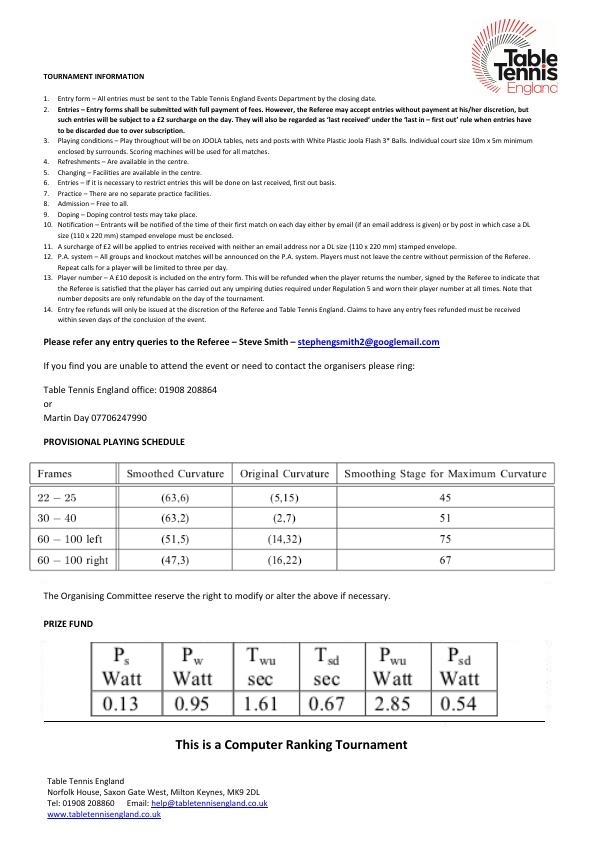 Table
Tennis
England
TOURNAMENT INFORMATION
1. Entry form – All entries must be sent to the Table Tennis England Events Department by the closing date.
2. Entries – Entry forms shall be submitted with full payment of fees. However, the Referee may accept entries without payment at his/her discretion, but
such entries will be subject to a £2 surcharge on the day. They will also be regarded as ‘last received’ under the ‘last in – first out’ rule when entries have
to be discarded due to over subscription.
3. Playing conditions – Play throughout will be on JOOLA tables, nets and posts with White Plastic Joola Flash 3* Balls. Individual court size 10m x 5m minimum
enclosed by surrounds. Scoring machines will be used for all matches.
4. Refreshments – Are available in the centre.
5. Changing – Facilities are available in the centre.
6. Entries – If it is necessary to restrict entries this will be done on last received, first out basis.
7. Practice – There are no separate practice facilities.
8. Admission – Free to all.
9. Doping – Doping control tests may take place.
10. Notification – Entrants will be notified of the time of their first match on each day either by email (if an email address is given) or by post in which case a DL
size (110 x 220 mm) stamped envelope must be enclosed.
11. A surcharge of £2 will be applied to entries received with neither an email address nor a DL size (110 x 220 mm) stamped envelope.
12. P.A. system – All groups and knockout matches will be announced on the P.A. system. Players must not leave the centre without permission of the Referee.
Repeat calls for a player will be limited to three per day.
13. Player number – A £10 deposit is included on the entry form. This will be refunded when the player returns the number, signed by the Referee to indicate that
the Referee is satisfied that the player has carried out any umpiring duties required under Regulation 5 and worn their player number at all times. Note that
number deposits are only refundable on the day of the tournament.
14. Entry fee refunds will only be issued at the discretion of the Referee and Table Tennis England. Claims to have any entry fees refunded must be received
within seven days of the conclusion of the event.
Please refer any entry queries to the Referee – Steve Smith – stephengsmith2@googlemail.com
If you find you are unable to attend the event or need to contact the organisers please ring:
Table Tennis England office: 01908 208864
or
Martin Day 07706247990
PROVISIONAL PLAYING SCHEDULE
Frames Smoothed Curvature Original Curvature Smoothing Stage for Maximum Curvature
22 − 25 (63,6) (5,15) 45
30 − 40 (63,2) (2,7) 51
60 − 100 left (51,5) (14,32) 75
60 − 100 right (47,3) (16,22) 67
The Organising Committee reserve the right to modify or alter the above if necessary.
PRIZE FUND
Ps Pw Twu Tsd Pwu Psd
Watt Watt sec sec Watt Watt
0.13 0.95 1.61 0.67 2.85 0.54
This is a Computer Ranking Tournament
Table Tennis England
Norfolk House, Saxon Gate West, Milton Keynes, MK9 2DL
Tel: 01908 208860 Email: help@tabletennisengland.co.uk
www.tabletennisengland.co.uk